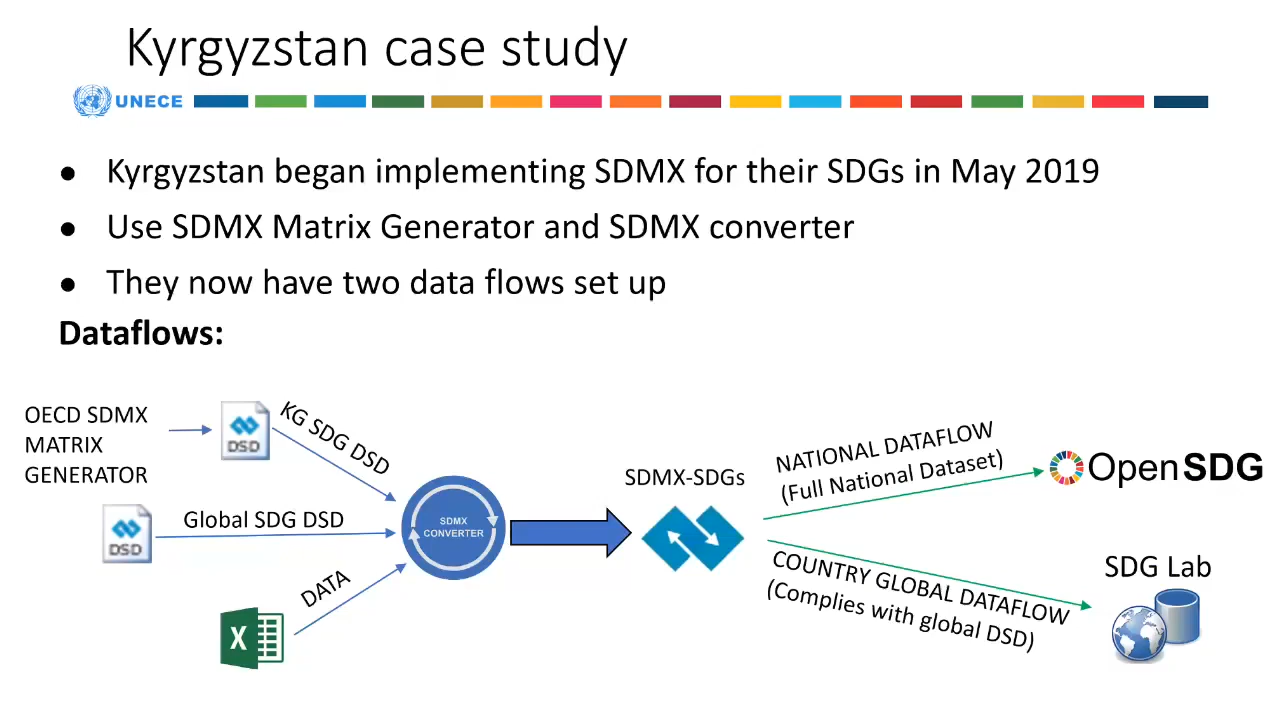 Kyrgyzstan case study
UNECE
● Kyrgyzstan began implementing SDMX for their SDGs in May 2019
● Use SDMX Matrix Generator and SDMX converter
● They now have two data flows set up
Dataflows:
OECD SDMX
MATRIX
GENERATOR
DSD
KG SDG DSD
DSD
Global SDG DSD
X
DATA
SDMX
CONVERTER
SDMX-SDGs
NATIONAL DATAFLOW
(Full National Dataset)
OpenSDG
COUNTRY GLOBAL DATAFLOW
(Complies with global DSD)
SDG Lab